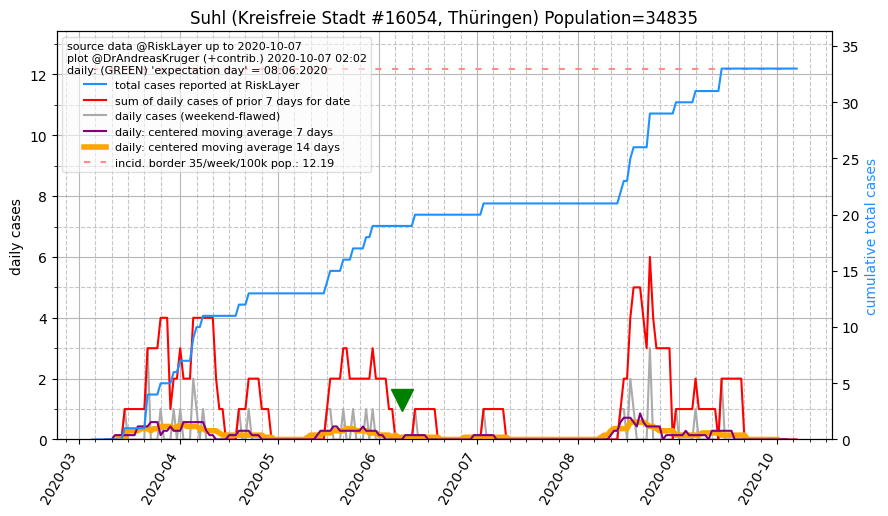 Suhl (Kreisfreie Stadt #16054, Thüringen) Population=34835
source data @RiskLayer up to 2020-10-07
plot @DrAndreasKruger (+contrib.) 2020-10-07 02:02
daily: (GREEN) 'expectation day' = 08.06.2020
total cases reported at RiskLayer
sum of daily cases of prior 7 days for date
daily cases (weekend-flawed)
daily: centered moving average 7 days
daily: centered moving average 14 days
incid. border 35/week/100k pop.: 12.19
daily cases
12
10
8
6
4
2
0
35
30
25
20
15
10
5
0
cumulative total cases
2020-03
2020-04
2020-05
2020-06
2020-07
2020-08
2020-09
2020-10